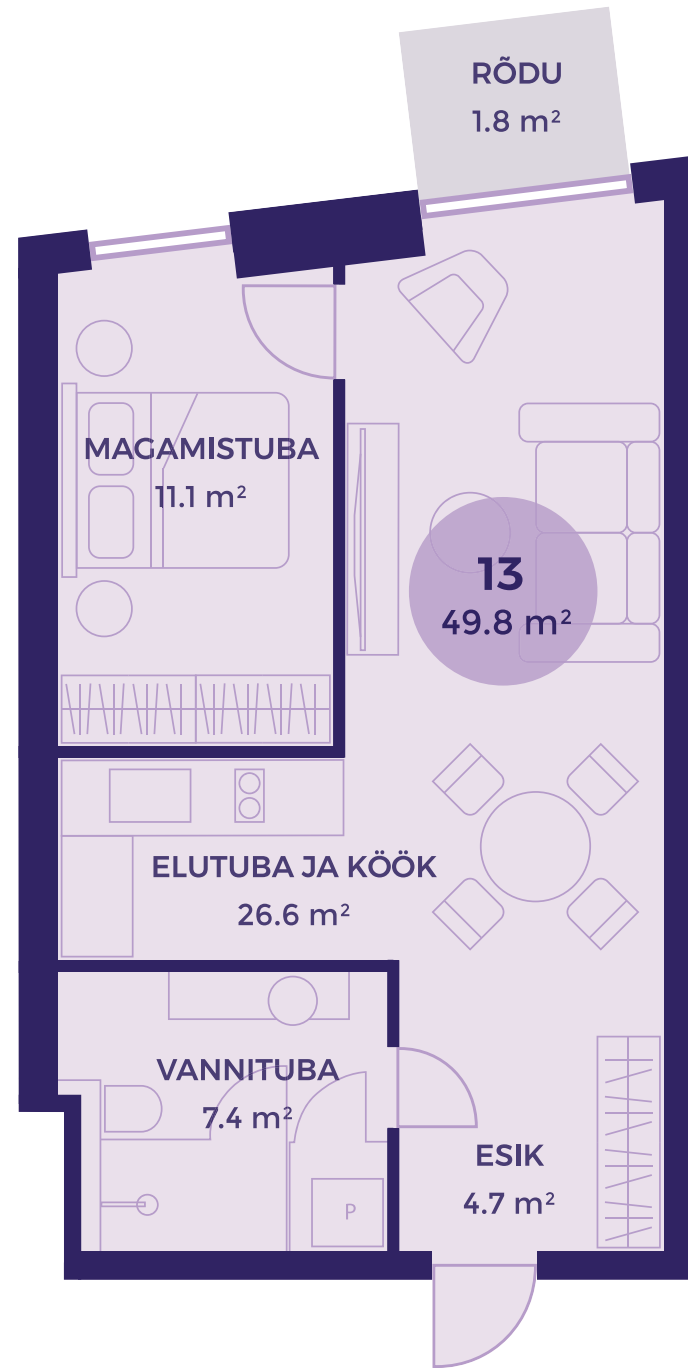 RÕDU
1.8 m²
MAGAMISTUBA
11.1 m²
13
49.8 m²
ELUTUBA JA KÖÖK
26.6 m²
VANNITUBA
7.4 m²
ESIK
4.7 m²
P